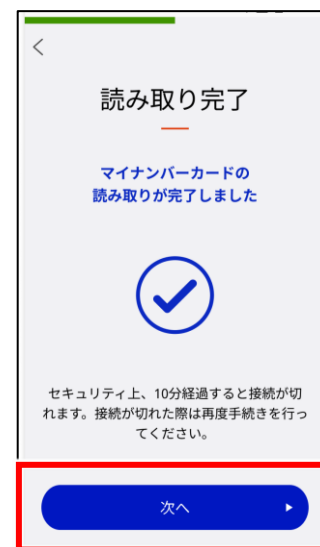 読み取り完了
マイナンバーカードの
読み取りが完了しました
セキュリティ上、10分経過すると接続が切
れます。接続が切れた際は再度手続きを行っ
てください。
次へ